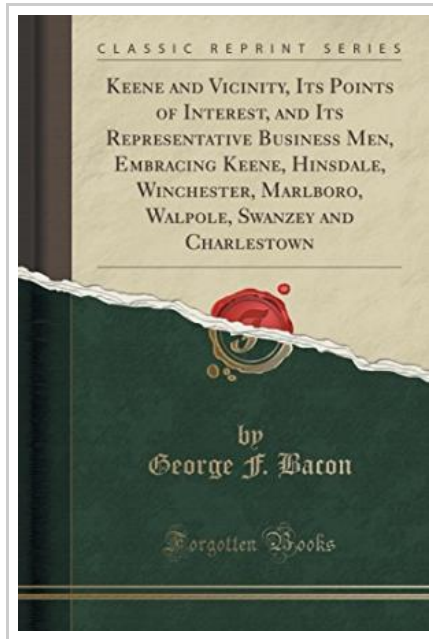 CLASSIC REPRINT SERIES
KEENE AND VICINITY, ITS POINTS
OF INTEREST, AND ITS
REPRESENTATIVE BUSINESS MEN,
EMBRACING KEENE, HINSDALE,
WINCHESTER, MARLBORO,
WALPOLE, SWANZEY AND
CHARLESTOWN
by
George F. Bacon
Forgotten Books